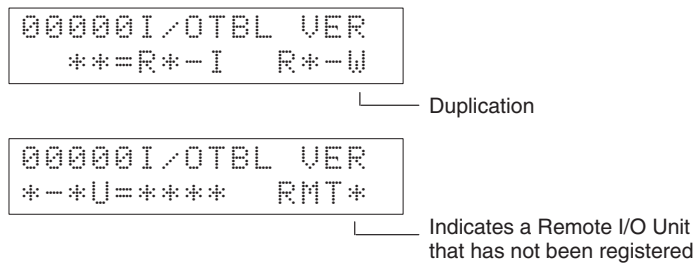 00000I/OTBL VER
**=R*-I R*-W
Duplication
00000I/OTBL VER
*-*U=**** RMT*
Indicates a Remote I/O Unit
that has not been registered